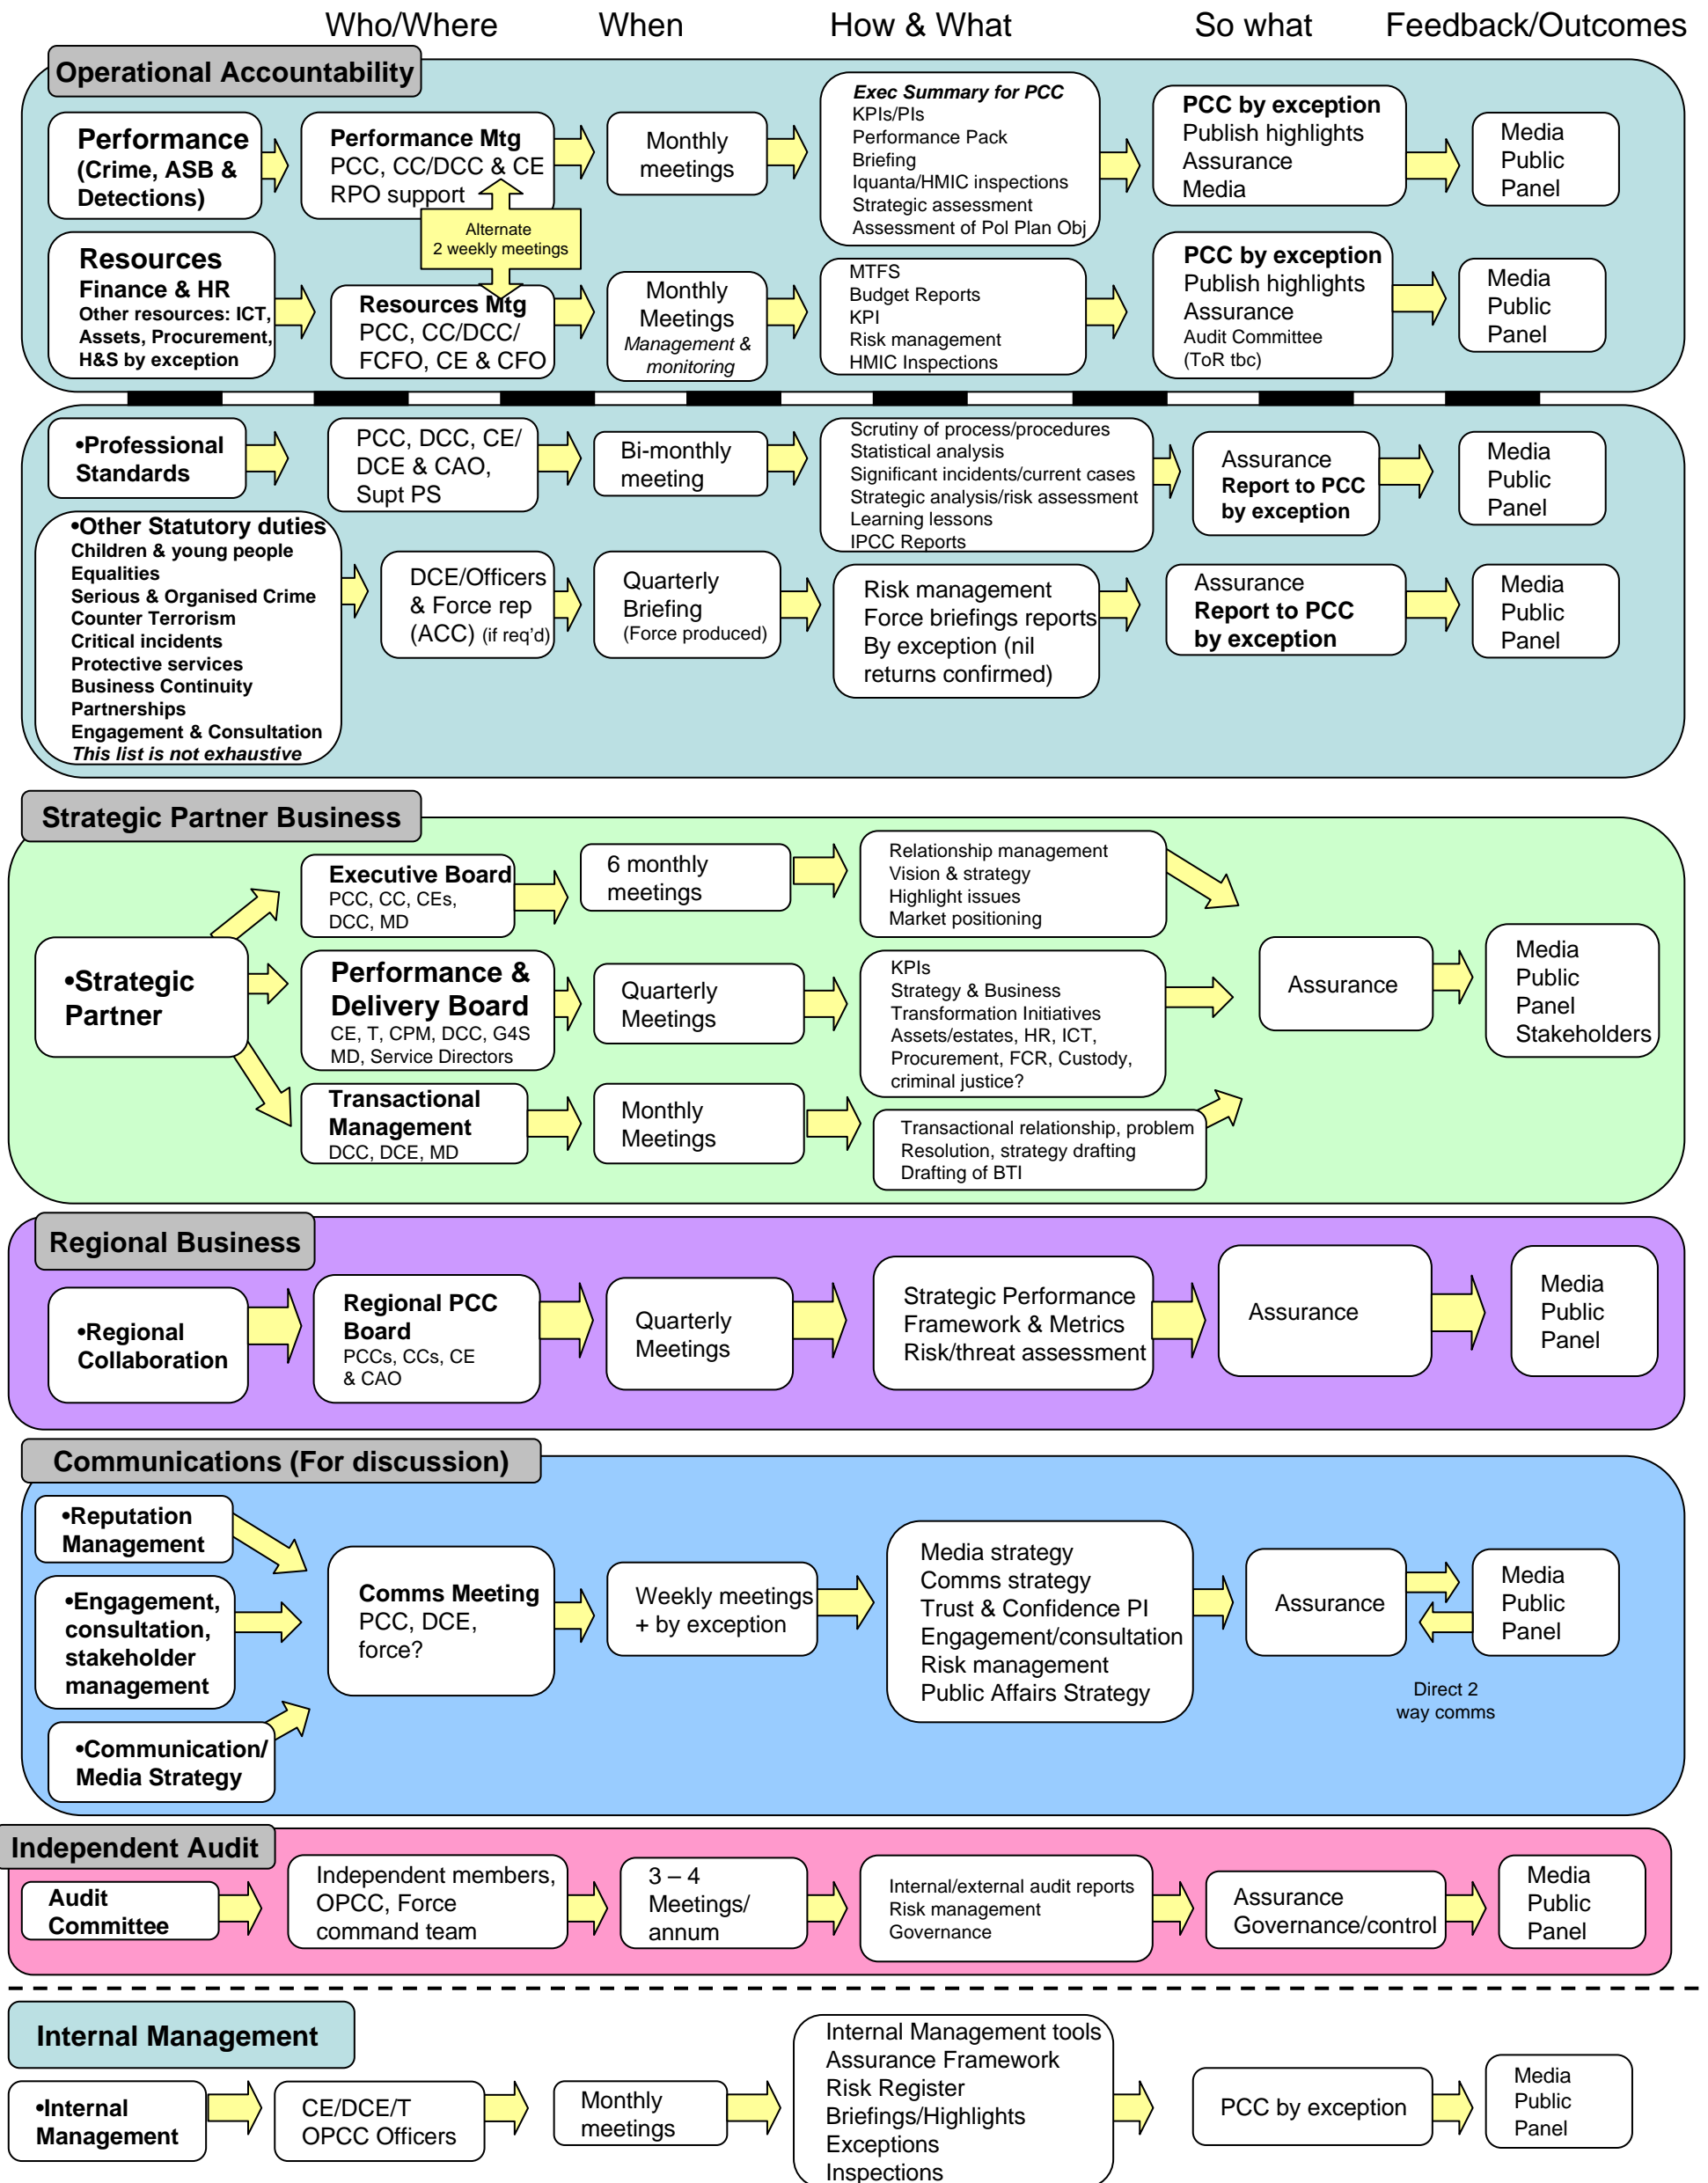 Who/Where When How & What So what Feedback/Outcomes
Operational Accountability
Performance
(Crime, ASB &
Detections)
Performance Mtg
PCC, CC/DCC & CE
RPO support
Monthly
meetings
Exec Summary for PCC
KPIs/PIs
Performance Pack
Briefing
Iquanta/HMIC inspections
Strategic assessment
Assessment of Pol Plan Obj
PCC by exception
Publish highlights
Assurance
Media
Media
Public
Panel
Alternate
2 weekly meetings
Resources
Finance & HR
Other resources: ICT,
Assets, Procurement,
H&S by exception
Resources Mtg
PCC, CC/DCC/
FCFO, CE & CFO
Monthly
Meetings
Management &
monitoring
MTFS
Budget Reports
KPI
Risk management
HMIC Inspections
PCC by exception
Publish highlights
Assurance
Audit Committee
(ToR tbc)
Media
Public
Panel
•Professional
Standards
PCC, DCC, CE/
DCE & CAO,
Supt PS
Bi-monthly
meeting
Scrutiny of process/procedures
Statistical analysis
Significant incidents/current cases
Strategic analysis/risk assessment
Learning lessons
IPCC Reports
Assurance
Report to PCC
by exception
Media
Public
Panel
•Other Statutory duties
Children & young people
Equalities
Serious & Organised Crime
Counter Terrorism
Critical incidents
Protective services
Business Continuity
Partnerships
Engagement & Consultation
This list is not exhaustive
DCE/Officers
& Force rep
(ACC) (if req'd)
Quarterly
Briefing
(Force produced)
Risk management
Force briefings reports
By exception (nil
returns confirmed)
Assurance
Report to PCC
by exception
Media
Public
Panel
Strategic Partner Business
•Strategic
Partner
Executive Board
PCC, CC, CEs,
DCC, MD
6 monthly
meetings
Relationship management
Vision & strategy
Highlight issues
Market positioning
Performance &
Delivery Board
CE, T, CPM, DCC, G4S
MD, Service Directors
Quarterly
Meetings
KPIs
Strategy & Business
Transformation Initiatives
Assets/estates, HR, ICT,
Procurement, FCR, Custody,
criminal justice?
Assurance
Media
Public
Panel
Stakeholders
Transactional
Management
DCC, DCE, MD
Monthly
Meetings
Transactional relationship, problem
Resolution, strategy drafting
Drafting of BTI
Regional Business
•Regional
Collaboration
Regional PCC
Board
PCCs, CCs, CE
& CAO
Quarterly
Meetings
Strategic Performance
Framework & Metrics
Risk/threat assessment
Assurance
Media
Public
Panel
Communications (For discussion)
•Reputation
Management
•Engagement,
consultation,
stakeholder
management
•Communication/
Media Strategy
Comms Meeting
PCC, DCE,
force?
Weekly meetings
+ by exception
Media strategy
Comms strategy
Trust & Confidence PI
Engagement/consultation
Risk management
Public Affairs Strategy
Assurance
Media
Public
Panel
Direct 2
way comms
Independent Audit
Audit
Committee
Independent members,
OPCC, Force
command team
3 – 4
Meetings/
annum
Internal/external audit reports
Risk management
Governance
Assurance
Governance/control
Media
Public
Panel
Internal Management
•Internal
Management
CE/DCE/T
OPCC Officers
Monthly
meetings
Internal Management tools
Assurance Framework
Risk Register
Briefings/Highlights
Exceptions
Inspections
PCC by exception
Media
Public
Panel